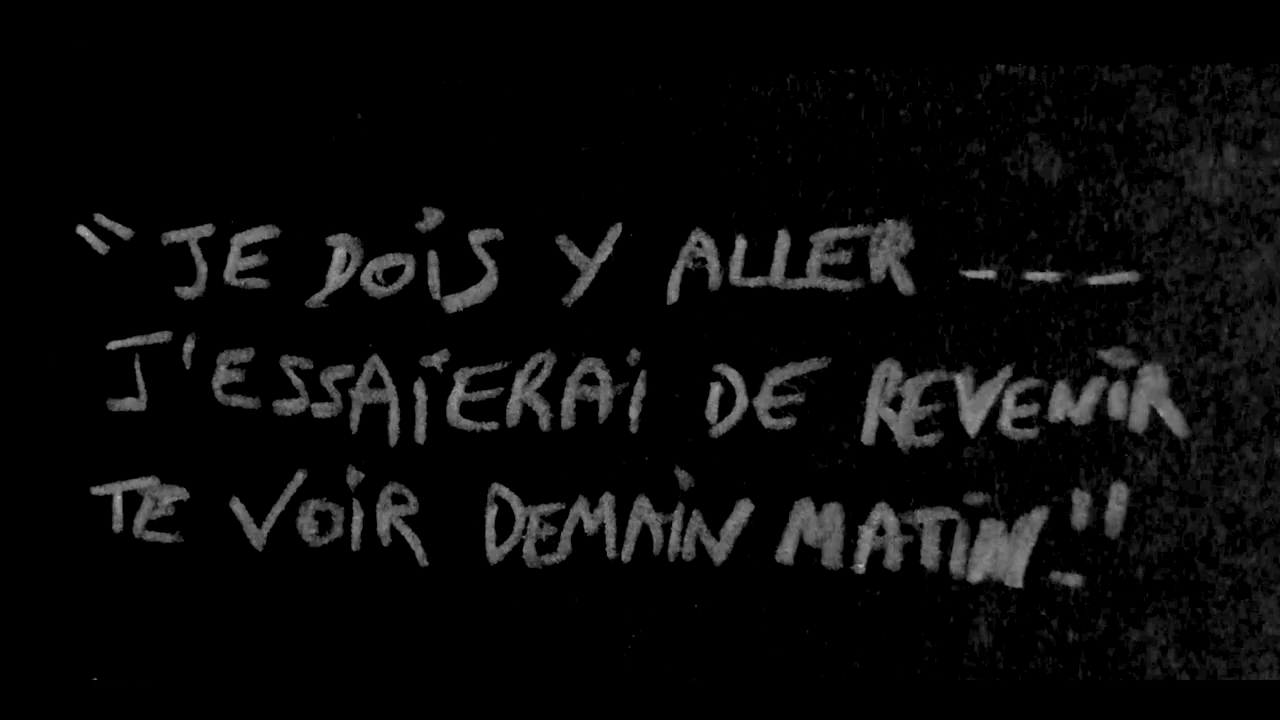 "JE DOIS Y ALLER ---
J'ESSAIERAI DE REVENIR
TE VOIR DEMAIN MATIN."